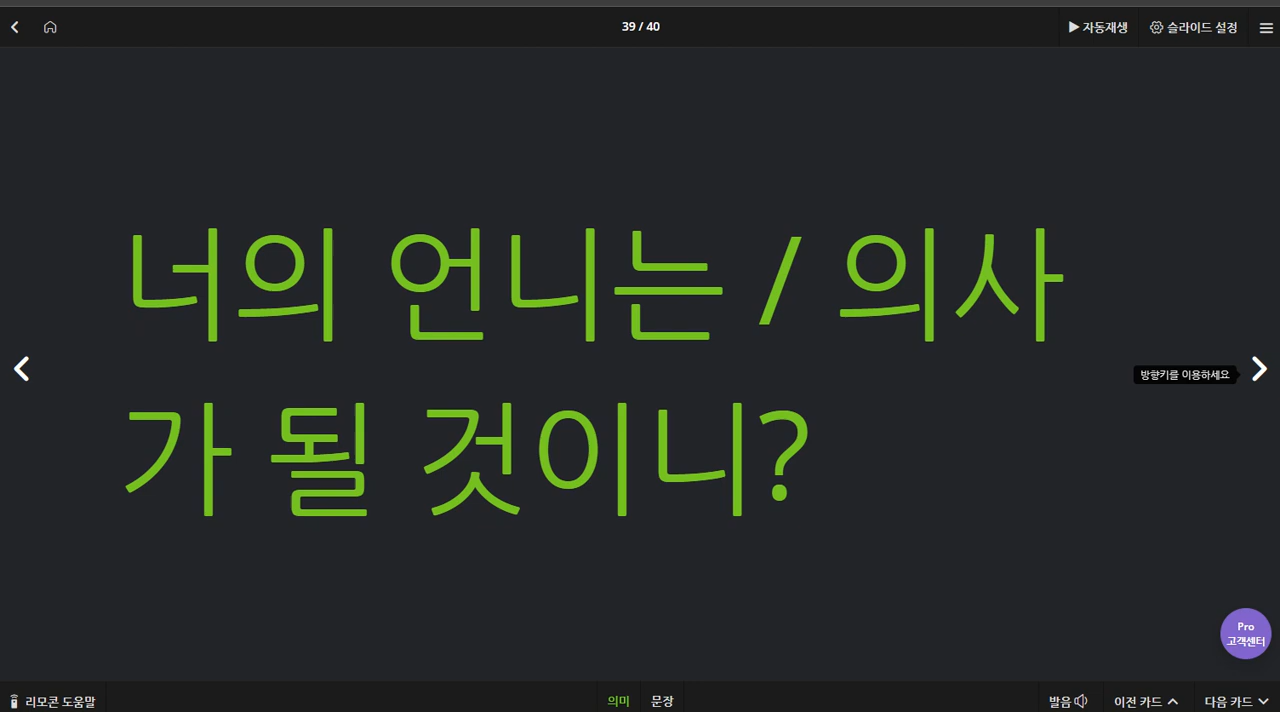 39 / 40
▶ 자동재생
슬라이드 설정
너의 언니는 / 의사
가 될 것이니?
방향키를 이용하세요
Pro
고객센터
리모콘 도움말
의미
문장
발음
이전 카드
다음 카드